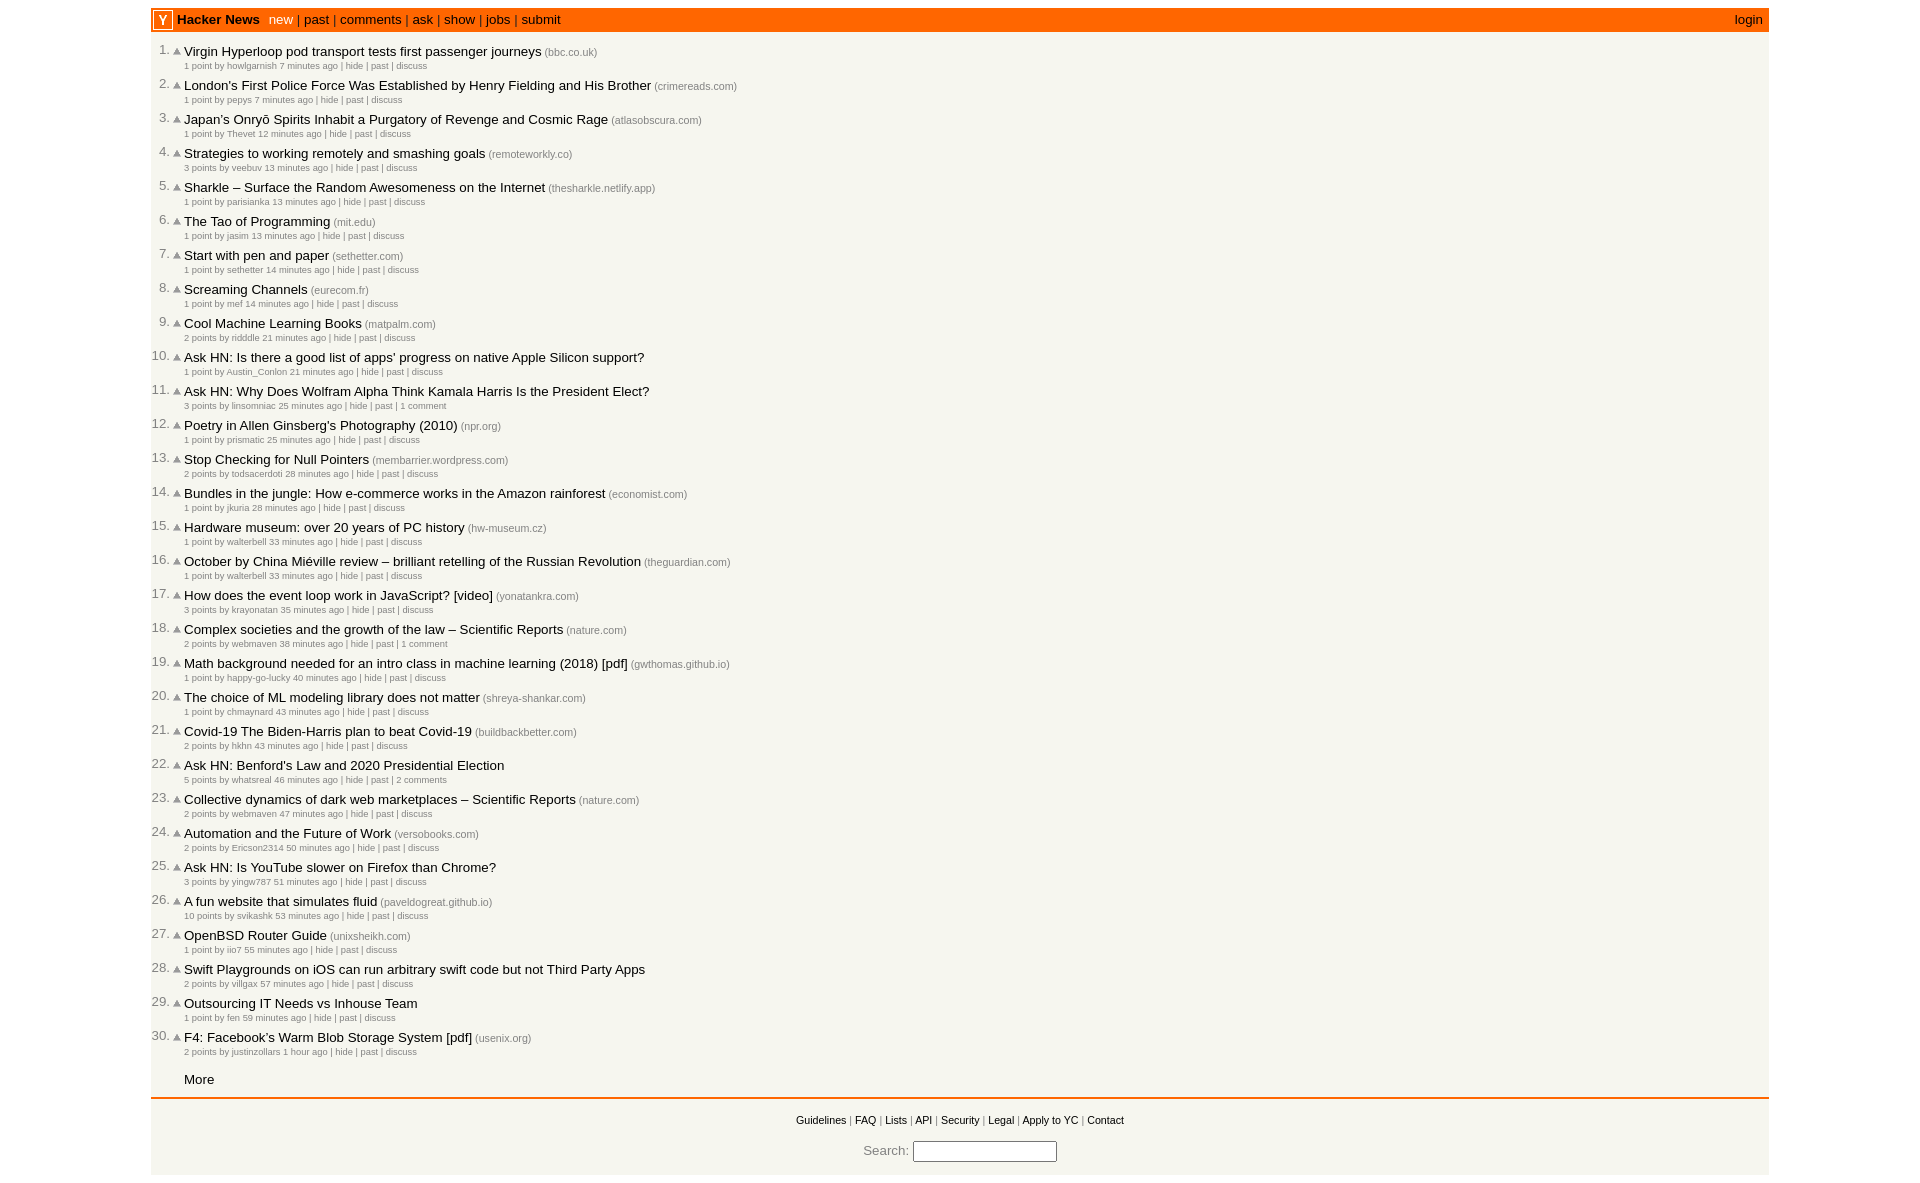 Y Hacker News new | past | comments | ask | show | jobs | submit login
1. Virgin Hyperloop pod transport tests first passenger journeys (bbc.co.uk)
1 point by howlgarnish 7 minutes ago | hide | past | discuss
2. London's First Police Force Was Established by Henry Fielding and His Brother (crimereads.com)
1 point by pepys 7 minutes ago | hide | past | discuss
3. Japan’s Onryō Spirits Inhabit a Purgatory of Revenge and Cosmic Rage (atlasobscura.com)
1 point by Thevet 12 minutes ago | hide | past | discuss
4. Strategies to working remotely and smashing goals (remoteworkly.co)
3 points by veebuv 13 minutes ago | hide | past | discuss
5. Sharkle – Surface the Random Awesomeness on the Internet (thesharkle.netlify.app)
1 point by parisianka 13 minutes ago | hide | past | discuss
6. The Tao of Programming (mit.edu)
1 point by jasim 13 minutes ago | hide | past | discuss
7. Start with pen and paper (sethetter.com)
1 point by sethetter 14 minutes ago | hide | past | discuss
8. Screaming Channels (eurecom.fr)
1 point by mef 14 minutes ago | hide | past | discuss
9. Cool Machine Learning Books (matpalm.com)
2 points by ridddle 21 minutes ago | hide | past | discuss
10. Ask HN: Is there a good list of apps' progress on native Apple Silicon support?
1 point by Austin_Conlon 21 minutes ago | hide | past | discuss
11. Ask HN: Why Does Wolfram Alpha Think Kamala Harris Is the President Elect?
3 points by linsomniac 25 minutes ago | hide | past | 1 comment
12. Poetry in Allen Ginsberg's Photography (2010) (npr.org)
1 point by prismatic 25 minutes ago | hide | past | discuss
13. Stop Checking for Null Pointers (membarrier.wordpress.com)
2 points by todsacerdoti 28 minutes ago | hide | past | discuss
14. Bundles in the jungle: How e-commerce works in the Amazon rainforest (economist.com)
1 point by jkuria 28 minutes ago | hide | past | discuss
15. Hardware museum: over 20 years of PC history (hw-museum.cz)
1 point by walterbell 33 minutes ago | hide | past | discuss
16. October by China Miéville review – brilliant retelling of the Russian Revolution (theguardian.com)
1 point by walterbell 33 minutes ago | hide | past | discuss
17. How does the event loop work in JavaScript? [video] (yonatankra.com)
3 points by krayonatan 35 minutes ago | hide | past | discuss
18. Complex societies and the growth of the law – Scientific Reports (nature.com)
2 points by webmaven 38 minutes ago | hide | past | 1 comment
19. Math background needed for an intro class in machine learning (2018) [pdf] (gwthomas.github.io)
1 point by happy-go-lucky 40 minutes ago | hide | past | discuss
20. The choice of ML modeling library does not matter (shreya-shankar.com)
1 point by chmaynard 43 minutes ago | hide | past | discuss
21. Covid-19 The Biden-Harris plan to beat Covid-19 (buildbackbetter.com)
2 points by hkhn 43 minutes ago | hide | past | discuss
22. Ask HN: Benford's Law and 2020 Presidential Election
5 points by whatsreal 46 minutes ago | hide | past | 2 comments
23. Collective dynamics of dark web marketplaces – Scientific Reports (nature.com)
2 points by webmaven 47 minutes ago | hide | past | discuss
24. Automation and the Future of Work (versobooks.com)
2 points by Ericson2314 50 minutes ago | hide | past | discuss
25. Ask HN: Is YouTube slower on Firefox than Chrome?
3 points by yingw787 51 minutes ago | hide | past | discuss
26. A fun website that simulates fluid (paveldogreat.github.io)
10 points by svikashk 53 minutes ago | hide | past | discuss
27. OpenBSD Router Guide (unixsheikh.com)
1 point by iio7 55 minutes ago | hide | past | discuss
28. Swift Playgrounds on iOS can run arbitrary swift code but not Third Party Apps
2 points by villgax 57 minutes ago | hide | past | discuss
29. Outsourcing IT Needs vs Inhouse Team
1 point by fen 59 minutes ago | hide | past | discuss
30. F4: Facebook’s Warm Blob Storage System [pdf] (usenix.org)
2 points by justinzollars 1 hour ago | hide | past | discuss
More
Guidelines | FAQ | Lists | API | Security | Legal | Apply to YC | Contact
Search: